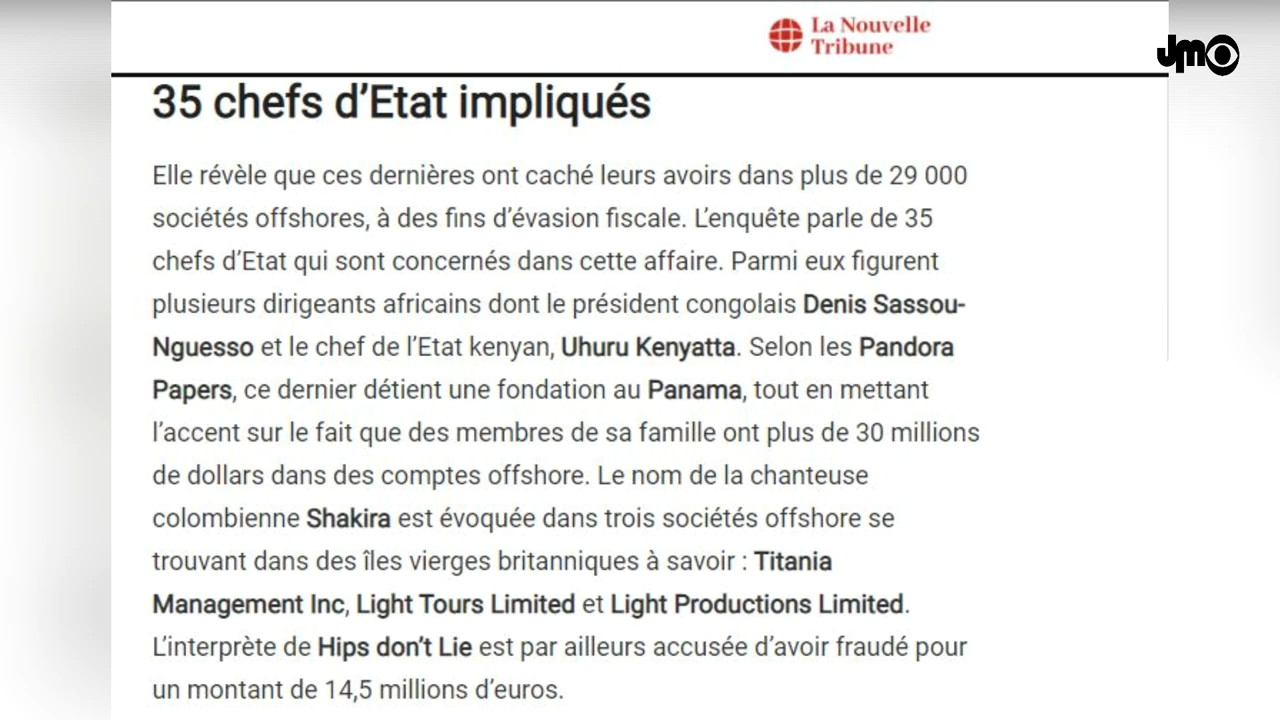 La Nouvelle
Tribune
JMO
35 chefs d’Etat impliqués
Elle révèle que ces dernières ont caché leurs avoirs dans plus de 29 000
sociétés offshores, à des fins d’évasion fiscale. L’enquête parle de 35
chefs d’Etat qui sont concernés dans cette affaire. Parmi eux figurent
plusieurs dirigeants africains dont le président congolais Denis Sassou-
Nguesso et le chef de l’Etat kenyan, Uhuru Kenyatta. Selon les Pandora
Papers, ce dernier détient une fondation au Panama, tout en mettant
l’accent sur le fait que des membres de sa famille ont plus de 30 millions
de dollars dans des comptes offshore. Le nom de la chanteuse
colombienne Shakira est évoquée dans trois sociétés offshore se
trouvant dans des îles vierges britanniques à savoir : Titania
Management Inc, Light Tours Limited et Light Productions Limited.
L’interprète de Hips don’t Lie est par ailleurs accusée d’avoir fraudé pour
un montant de 14,5 millions d’euros.